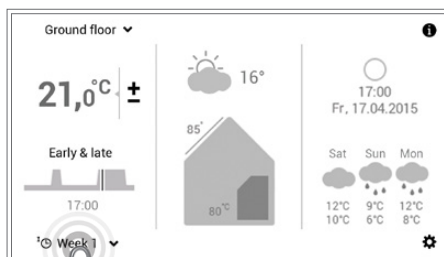 Ground floor
21,0°C ±
Early & late
17:00
Week 1
16°
85°
80°C
17:00
Fr, 17.04.2015
Sat Sun Mon
12°C 9°C 12°C
10°C 6°C 8°C